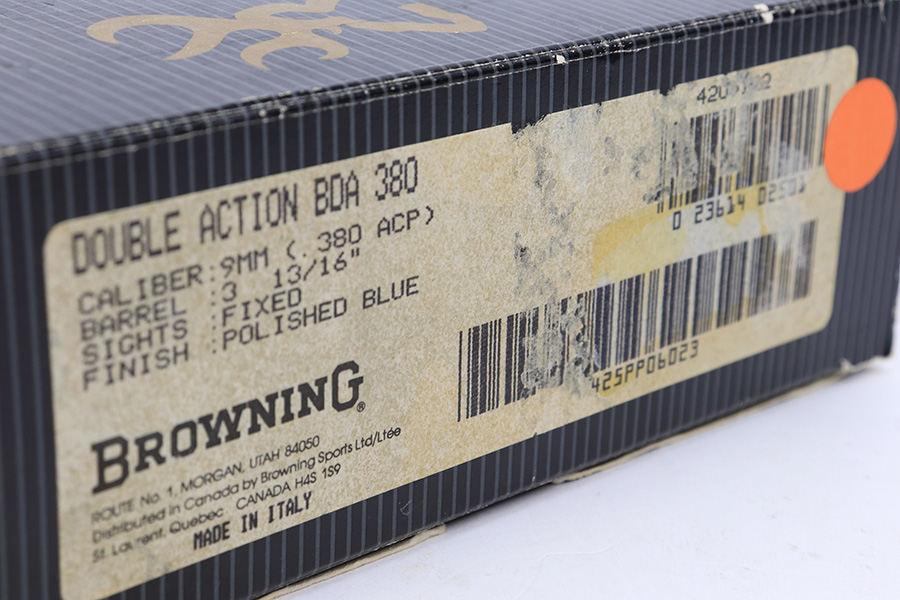 DOUBLE ACTION BDA 380
CALIBER:9MM (.380 ACP)
BARREL :3 13/16"
SIGHTS :FIXED
FINISH :POLISHED BLUE
BROWNING®
ROUTE No. 1, MORGAN, UTAH 84050
Distributed in Canada by Browning Sports Ltd/Ltée
St. Laurent, Quebec CANADA H4S 1S9
MADE IN ITALY
0 23614
425PP06023